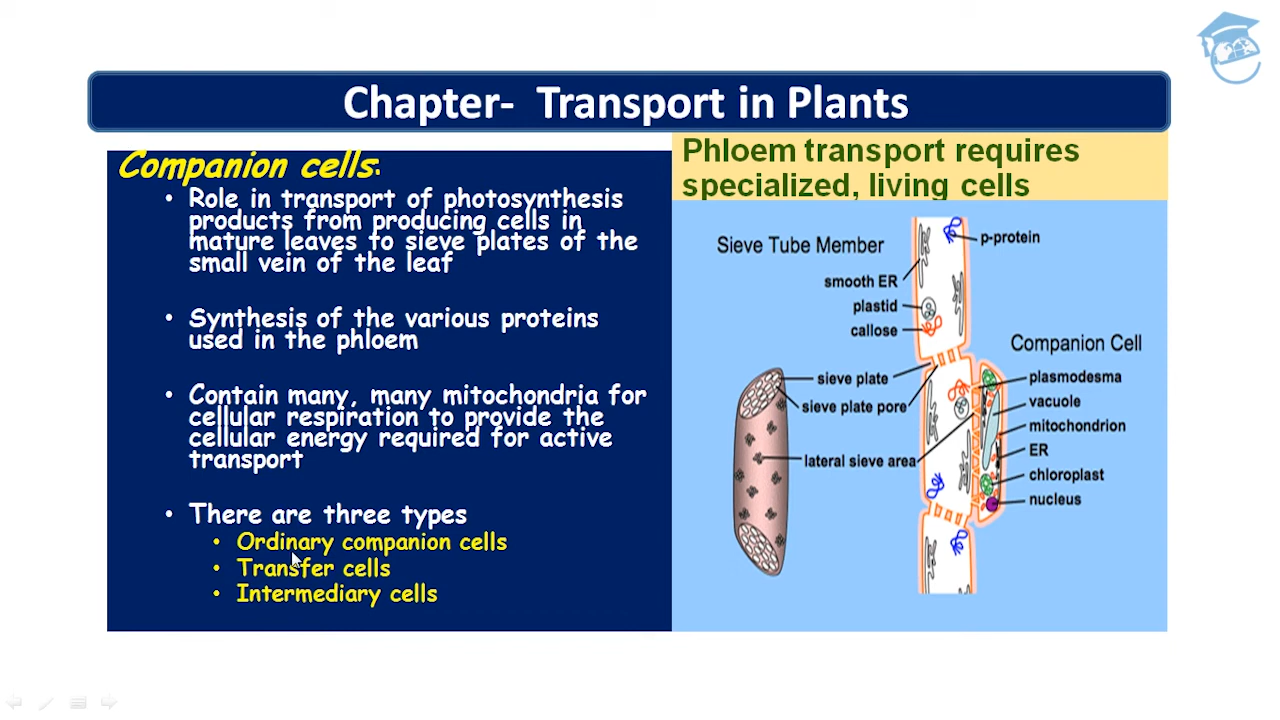 Chapter- Transport in Plants
Companion cells:
• Role in transport of photosynthesis
products from producing cells in
mature leaves to sieve plates of the
small vein of the leaf
• Synthesis of the various proteins
used in the phloem
• Contain many, many mitochondria for
cellular respiration to provide the
cellular energy required for active
transport
• There are three types
• Ordinary companion cells
• Transfer cells
• Intermediary cells
Phloem transport requires
specialized, living cells
Sieve Tube Member
p-protein
smooth ER
plastid
callose
sieve plate
sieve plate pore
lateral sieve area
Companion Cell
plasmodesma
vacuole
mitochondrion
ER
chloroplast
nucleus